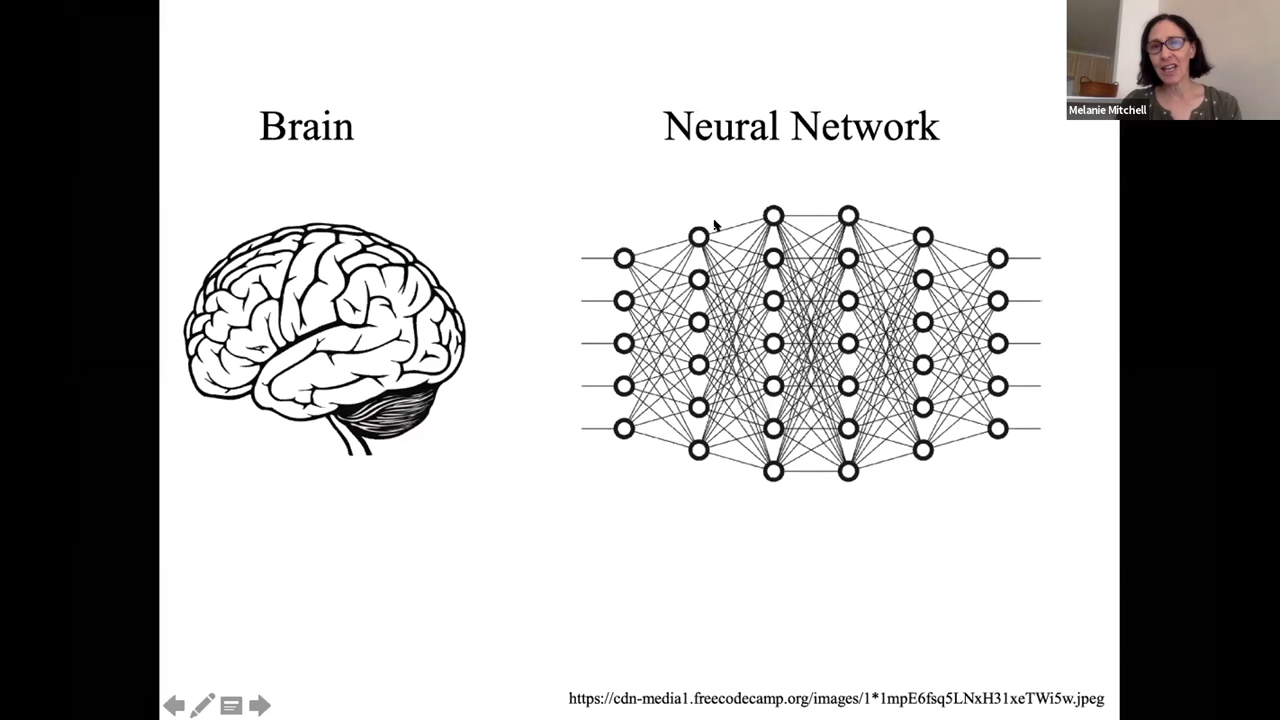 Melanie Mitchell
Brain
Neural Network
https://cdn-media1.freecodecamp.org/images/1*1mpE6fsq5LNxH31xeTWi5w.jpeg